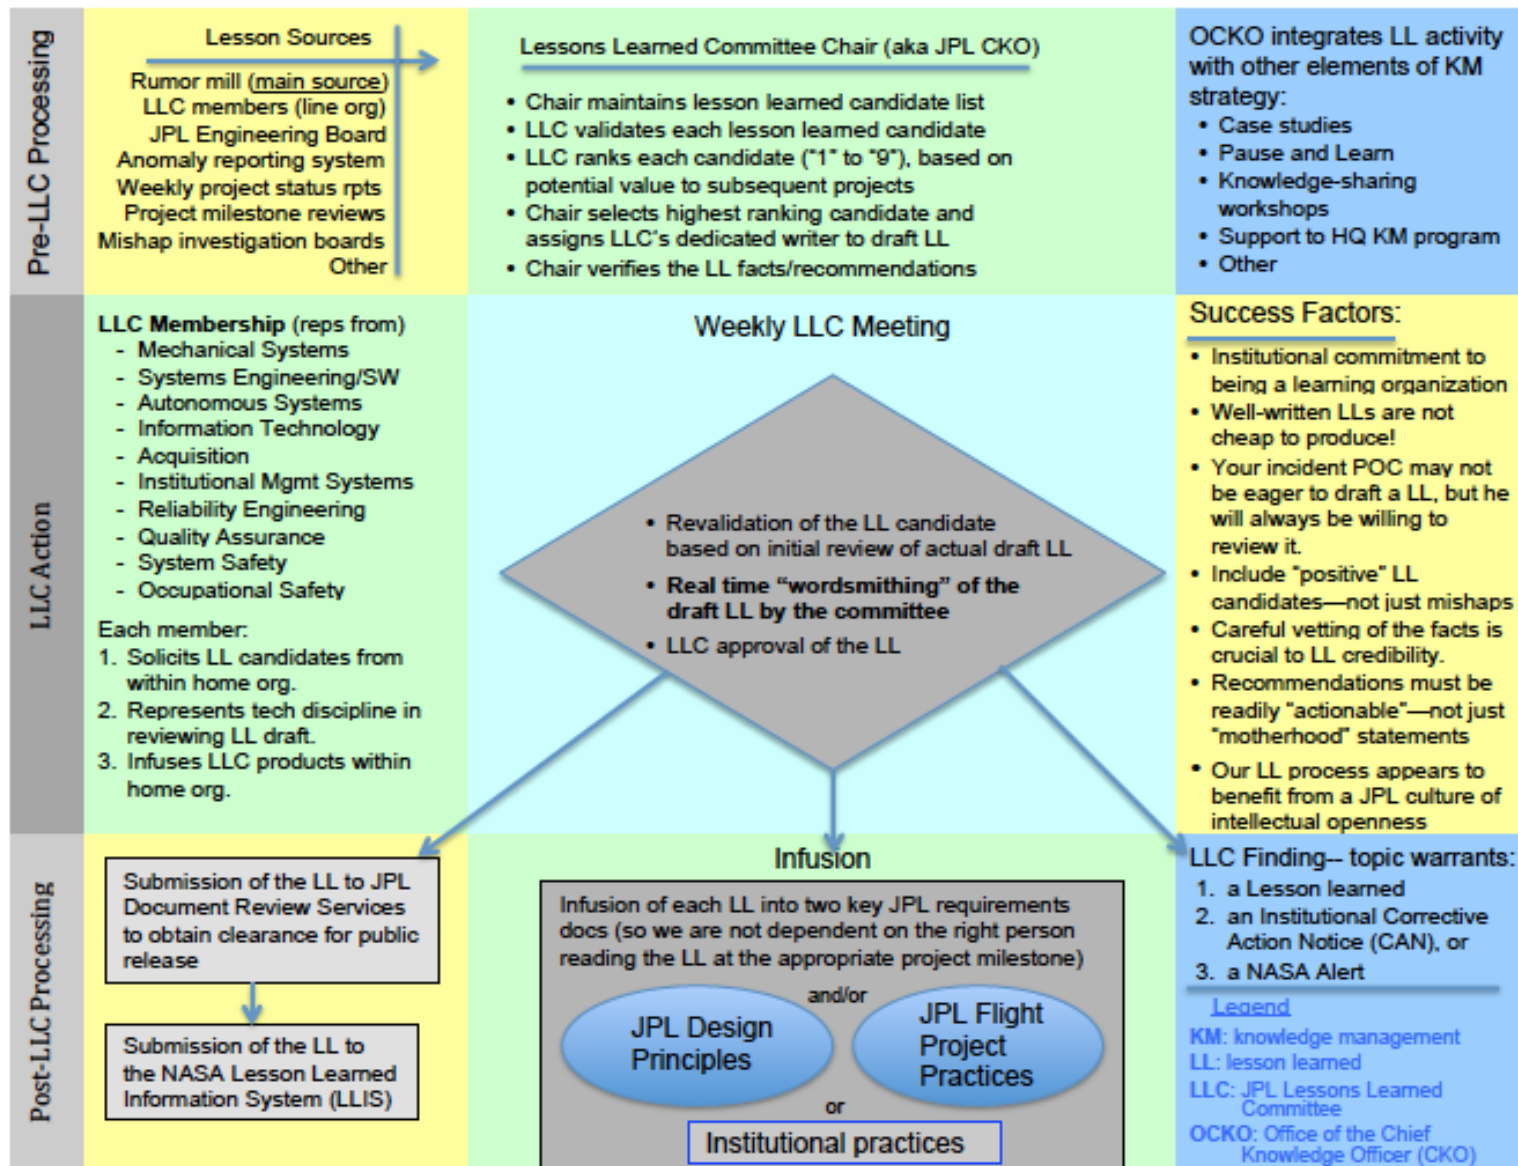 Pre-LLC Processing
Lesson Sources
Rumor mill (main source)
LLC members (line org)
JPL Engineering Board
Anomaly reporting system
Weekly project status rpts
Project milestone reviews
Mishap investigation boards
Other
Lessons Learned Committee Chair (aka JPL CKO)
• Chair maintains lesson learned candidate list
• LLC validates each lesson learned candidate
• LLC ranks each candidate ("1" to "9"), based on
potential value to subsequent projects
• Chair selects highest ranking candidate and
assigns LLC's dedicated writer to draft LL
• Chair verifies the LL facts/recommendations
OCKO integrates LL activity
with other elements of KM
strategy:
• Case studies
• Pause and Learn
• Knowledge-sharing
workshops
• Support to HQ KM program
• Other
LLC Action
LLC Membership (reps from)
- Mechanical Systems
- Systems Engineering/SW
- Autonomous Systems
- Information Technology
- Acquisition
- Institutional Mgmt Systems
- Reliability Engineering
- Quality Assurance
- System Safety
- Occupational Safety
Each member:
1. Solicits LL candidates from
within home org.
2. Represents tech discipline in
reviewing LL draft.
3. Infuses LLC products within
home org.
Weekly LLC Meeting
• Revalidation of the LL candidate
based on initial review of actual draft LL
• Real time “wordsmithing” of the
draft LL by the committee
• LLC approval of the LL
Success Factors:
• Institutional commitment to
being a learning organization
• Well-written LLs are not
cheap to produce!
• Your incident POC may not
be eager to draft a LL, but he
will always be willing to
review it.
• Include "positive" LL
candidates—not just mishaps
• Careful vetting of the facts is
crucial to LL credibility.
• Recommendations must be
readily "actionable"—not just
"motherhood" statements
• Our LL process appears to
benefit from a JPL culture of
intellectual openness
Post-LLC Processing
Submission of the LL to JPL
Document Review Services
to obtain clearance for public
release
Submission of the LL to
the NASA Lesson Learned
Information System (LLIS)
Infusion
Infusion of each LL into two key JPL requirements
docs (so we are not dependent on the right person
reading the LL at the appropriate project milestone)
and/or
JPL Design
Principles
JPL Flight
Project
Practices
or
Institutional practices
LLC Finding-- topic warrants:
1. a Lesson learned
2. an Institutional Corrective
Action Notice (CAN), or
3. a NASA Alert
Legend
KM: knowledge management
LL: lesson learned
LLC: JPL Lessons Learned
Committee
OCKO: Office of the Chief
Knowledge Officer (CKO)